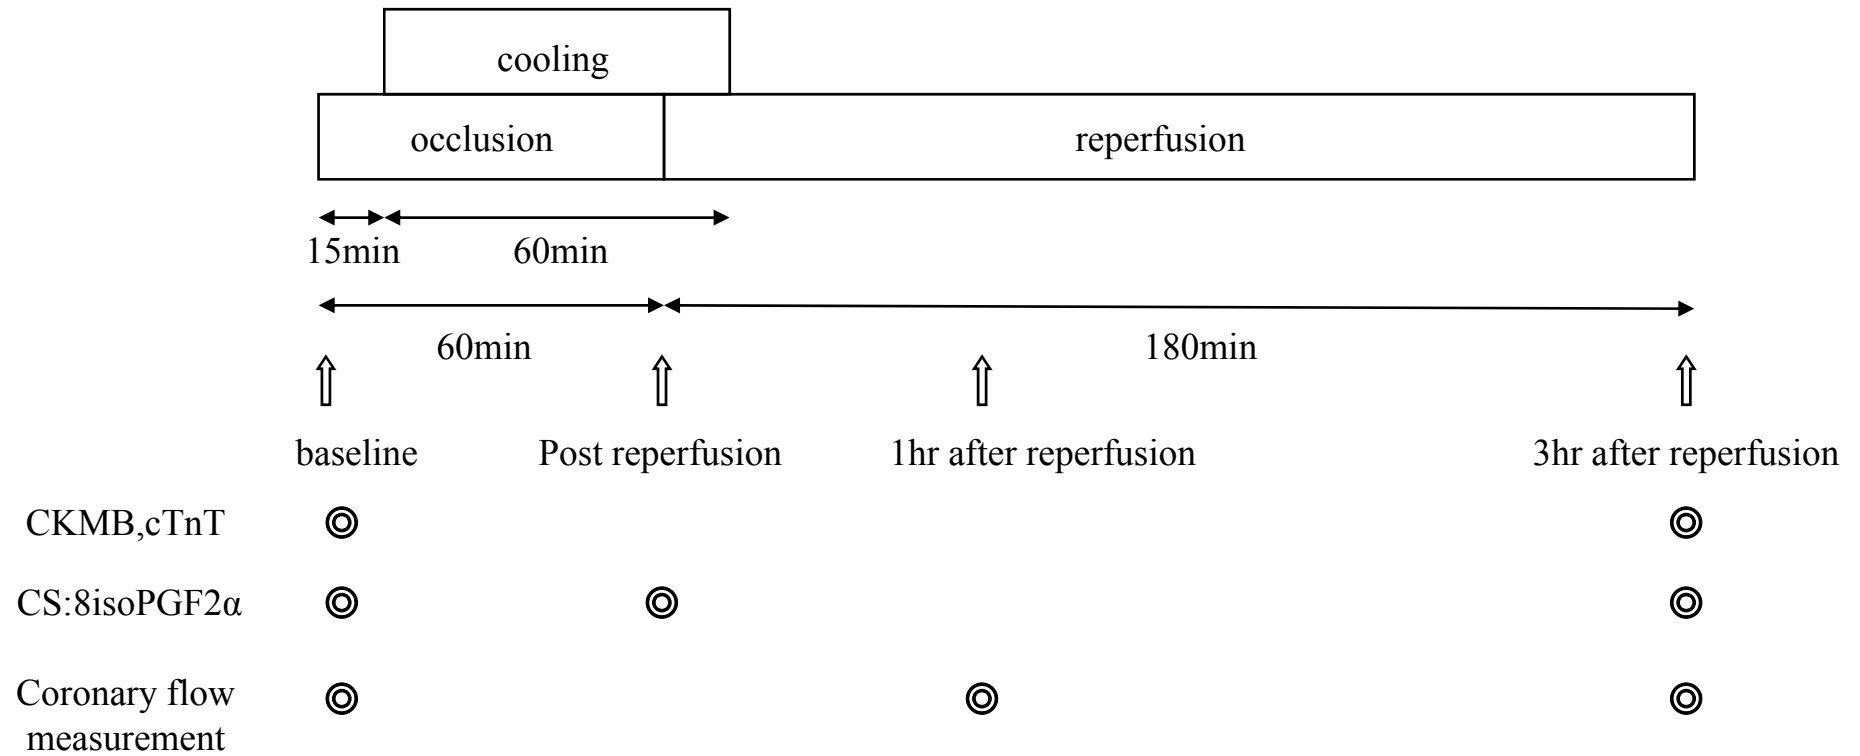 cooling
occlusion
reperfusion
15min
60min
60min
180min
baseline
Post reperfusion
1hr after reperfusion
3hr after reperfusion
CKMB,cTnT
CS:8isoPGF2α
Coronary flow
measurement